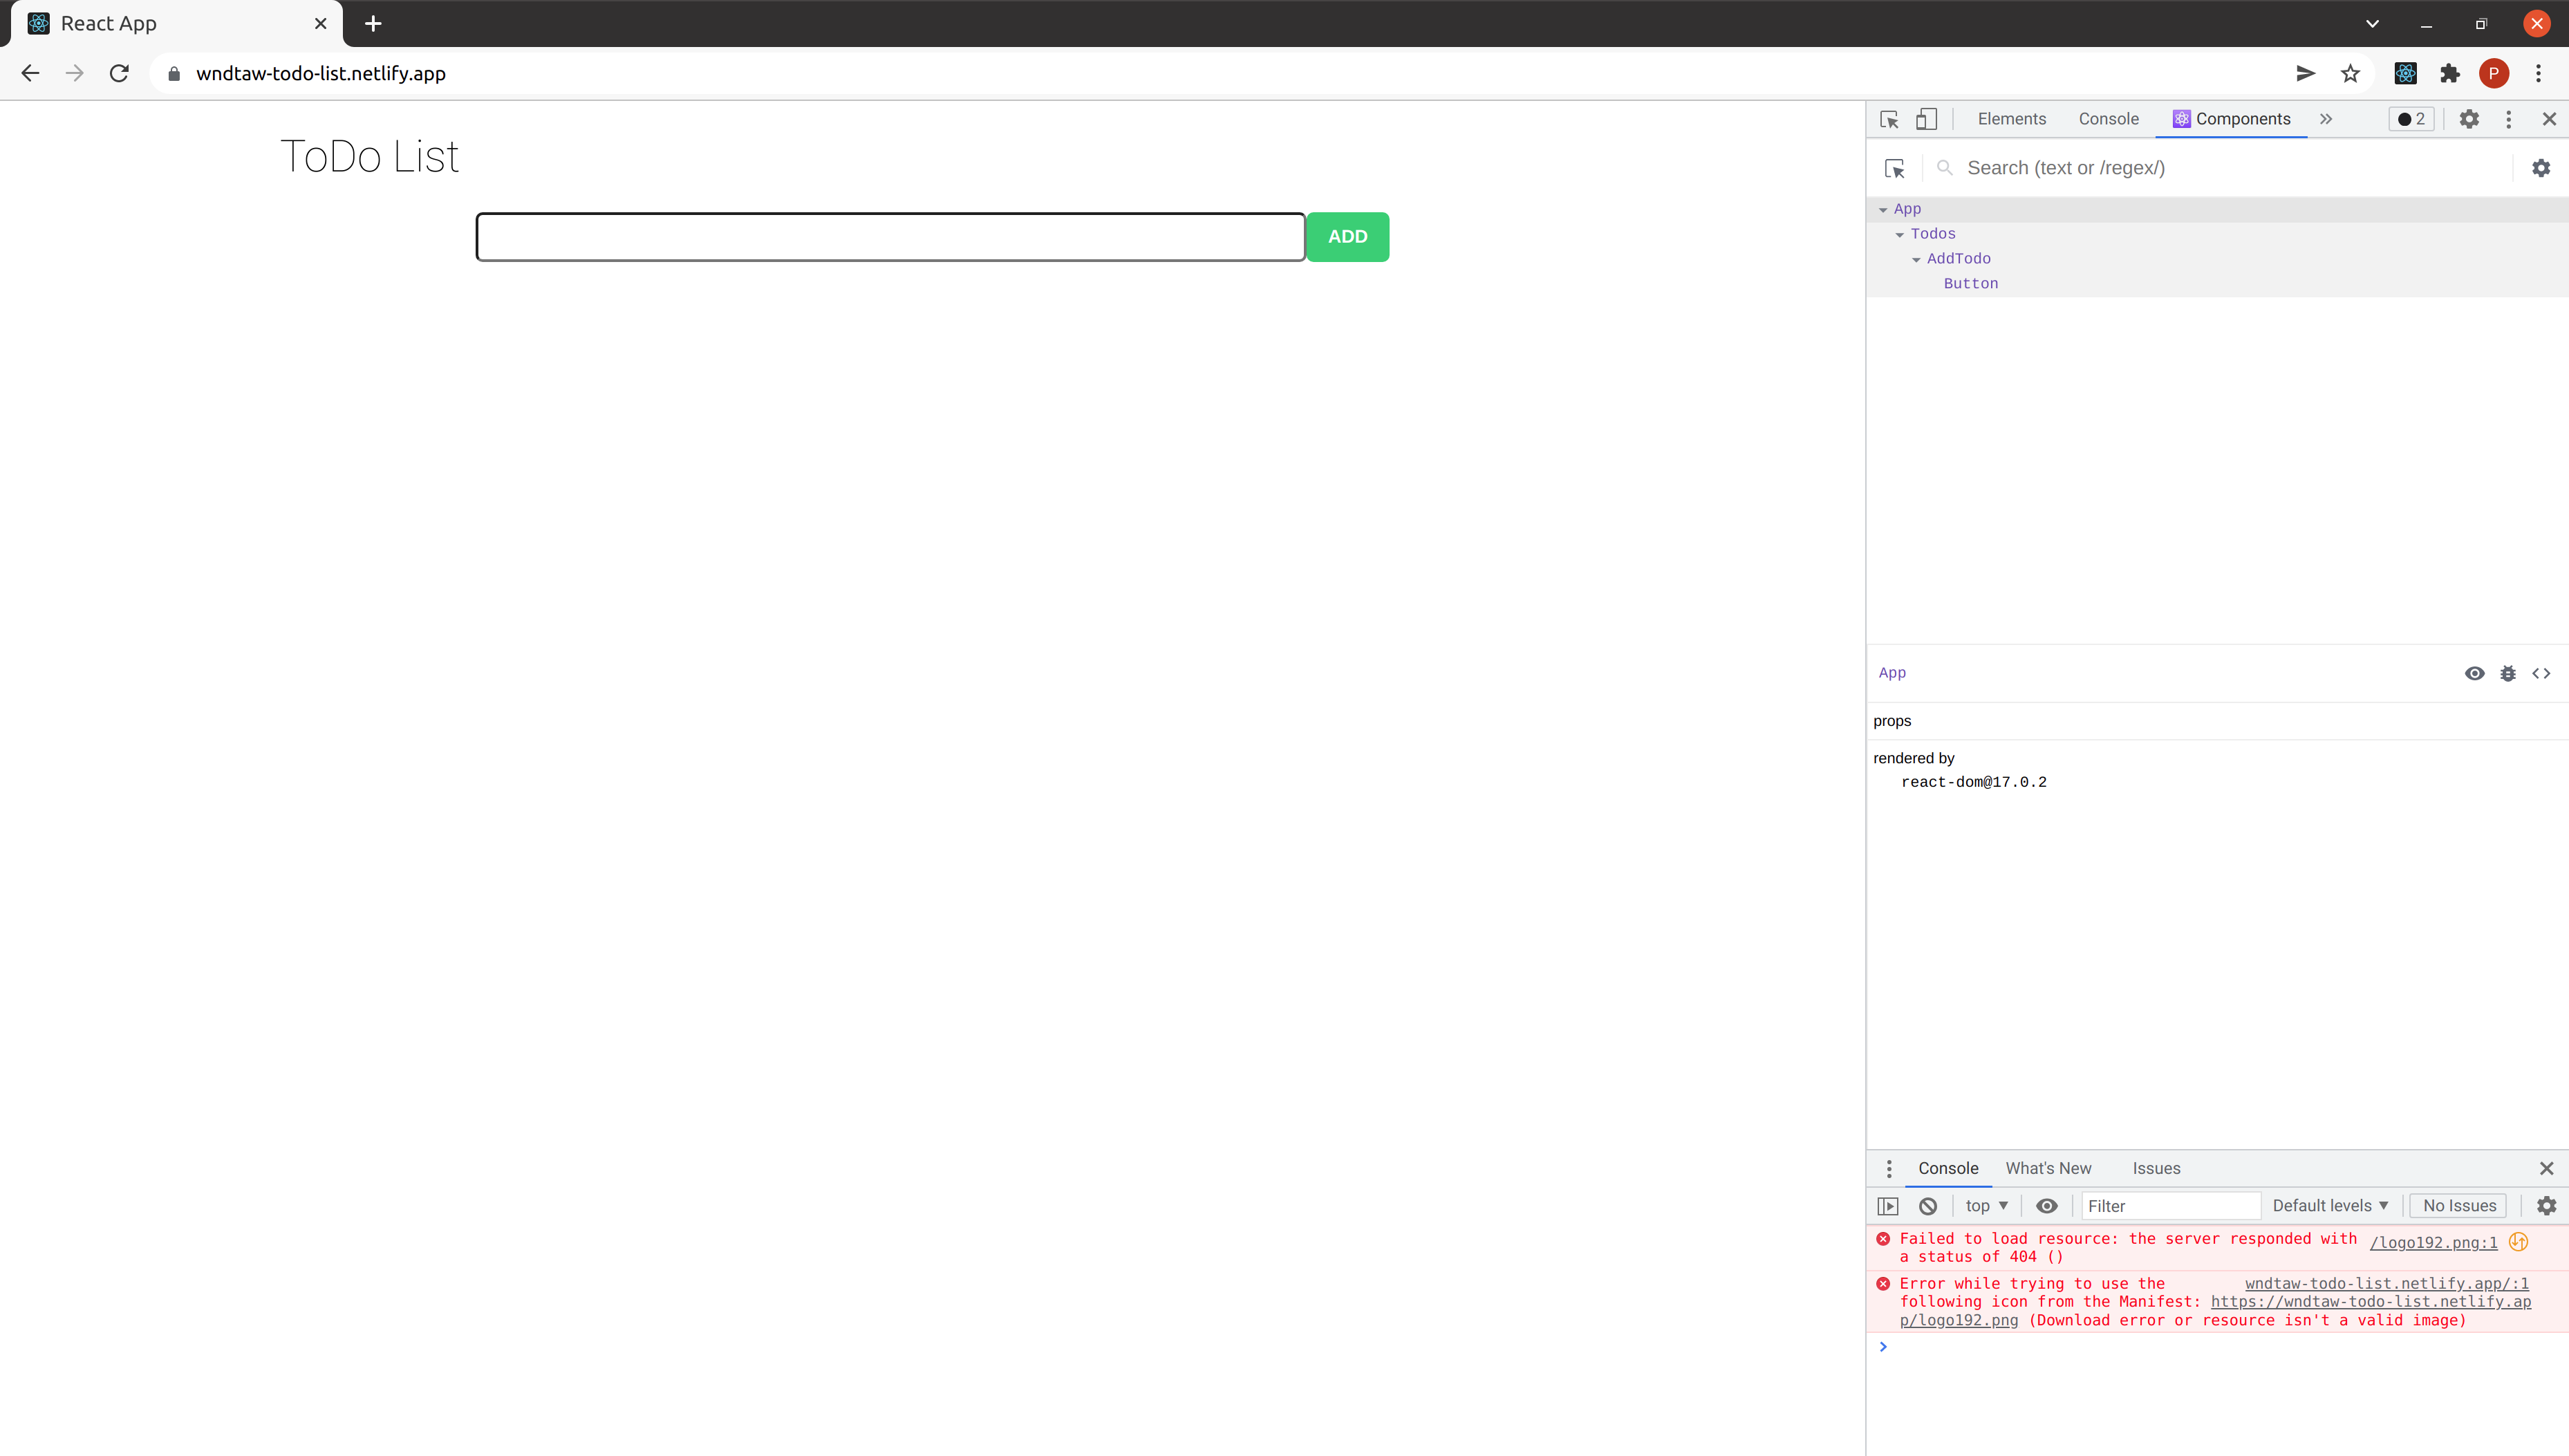 React App
wndtaw-todo-list.netlify.app
P
ToDo List
ADD
Elements Console Components 2
Search (text or /regex/)
App
Todos
AddTodo
Button
App
props
rendered by
react-dom@17.0.2
Console What's New Issues
top Filter Default levels No Issues
Failed to load resource: the server responded with /logo192.png:1
a status of 404 ()
Error while trying to use the wndtaw-todo-list.netlify.app/:1
following icon from the Manifest: https://wndtaw-todo-list.netlify.ap
p/logo192.png (Download error or resource isn't a valid image)